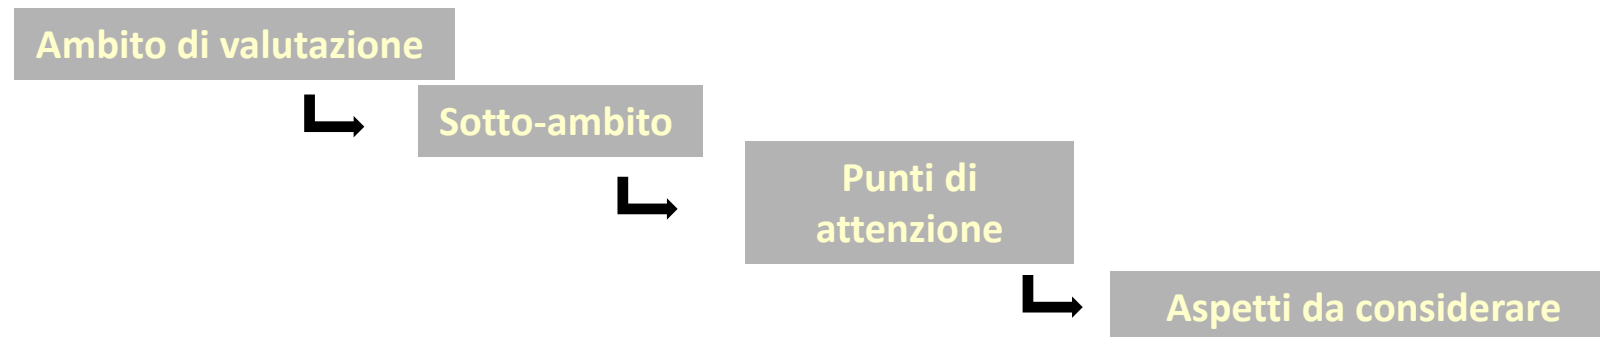 Ambito di valutazione
Sotto-ambito
Punti di
attenzione
Aspetti da considerare